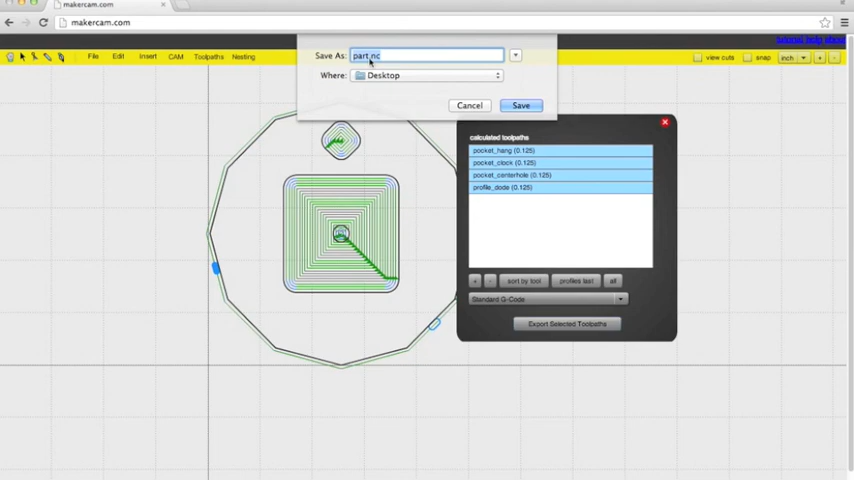 makercam.com
makercam.com
Save As: part.nc
Where: Desktop
Cancel Save
File Edit Insert CAM Toolpaths Nesting
view cuts snap inch + -
calculated toolpaths
pocket_hang (0.125)
pocket_clock (0.125)
pocket_centerhole (0.125)
profile_dode (0.125)
+ - sort by tool profiles last all
Standard G-Code
Export Selected Toolpaths